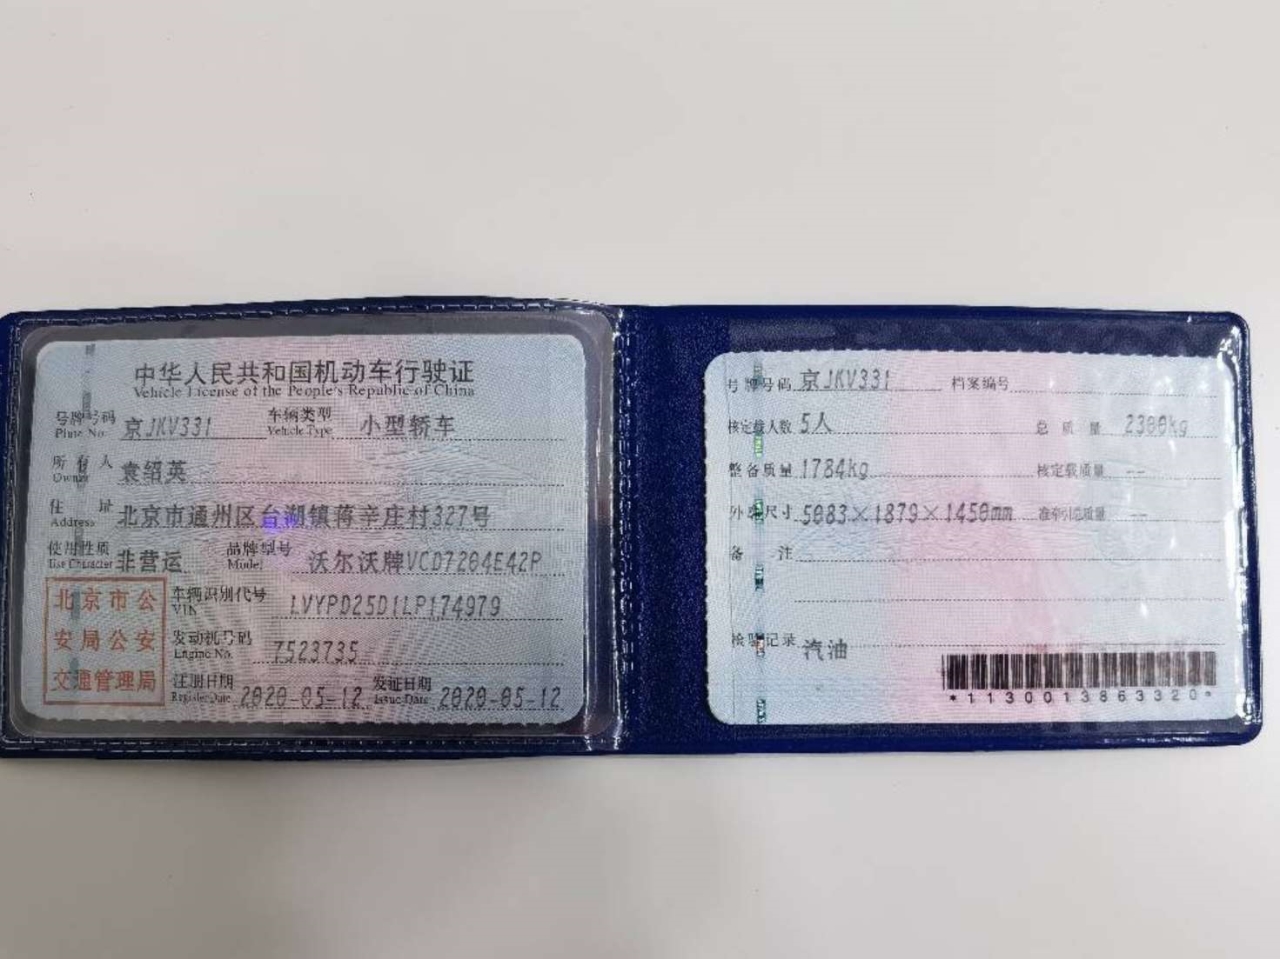 中华人民共和国机动车行驶证
Vehicle License of the People's Republic of China
号牌号码 Plate No. 京JKV331 车辆类型 Vehicle Type 小型轿车
所有人 Owner 袁绍英
住址 Address 北京市通州区台湖镇蒋辛庄村327号
使用性质 Use Character 非营运 品牌型号 Model 沃尔沃牌VCD7204E42P
北京市公
安局公安
交通管理局
车辆识别代号 VIN LVYPD25D1LP174979
发动机号码 Engine No. 7523735
注册日期 Register Date 2020-05-12 发证日期 Issue Date 2020-05-12
号牌号码 京JKV331 档案编号
核定载人数 5人 总质量 2300kg
整备质量 1784kg 核定载质量 --
外廓尺寸 5083×1879×1450mm 准牵引总质量 --
备注
检验记录 汽油
*1130013863320*